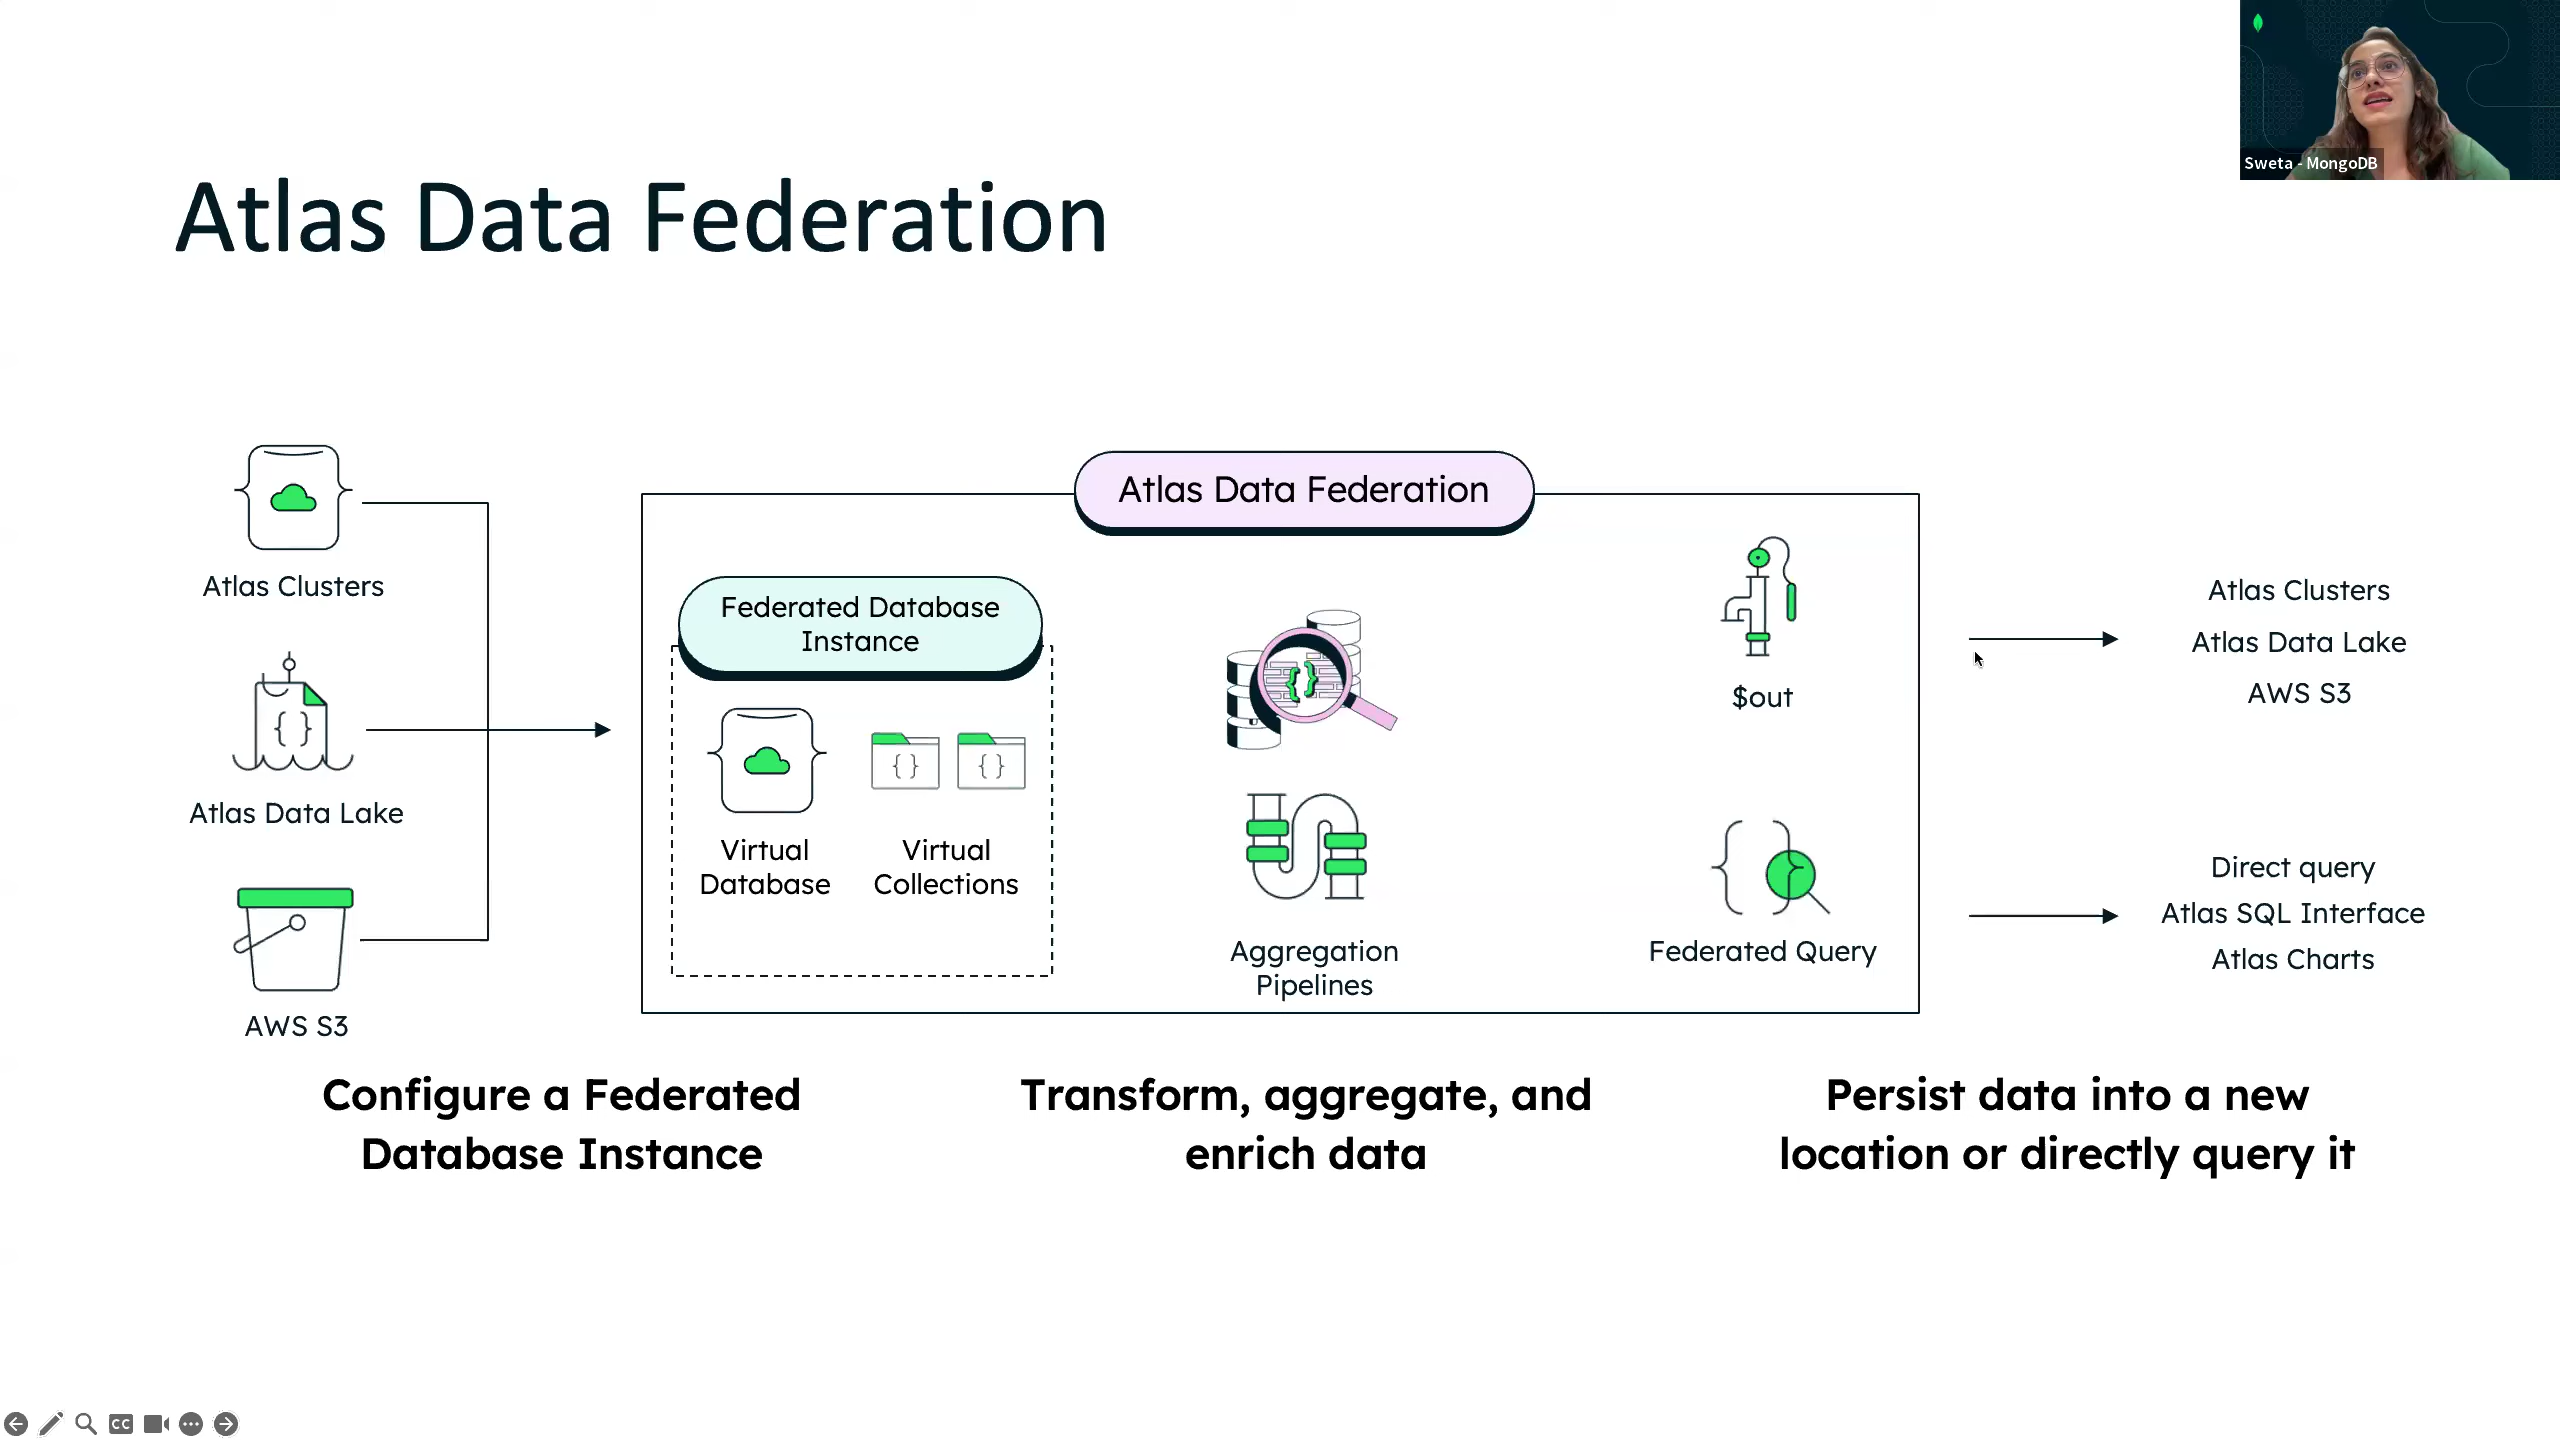 Sweta - MongoDB
Atlas Data Federation
Atlas Clusters
Atlas Data Lake
AWS S3
Atlas Data Federation
Federated Database
Instance
{ }
{ }
{ }
{ }
Virtual
Database
Virtual
Collections
Aggregation
Pipelines
$out
{ }
Federated Query
Atlas Clusters
Atlas Data Lake
AWS S3
Direct query
Atlas SQL Interface
Atlas Charts
Configure a Federated
Database Instance
Transform, aggregate, and
enrich data
Persist data into a new
location or directly query it
CC